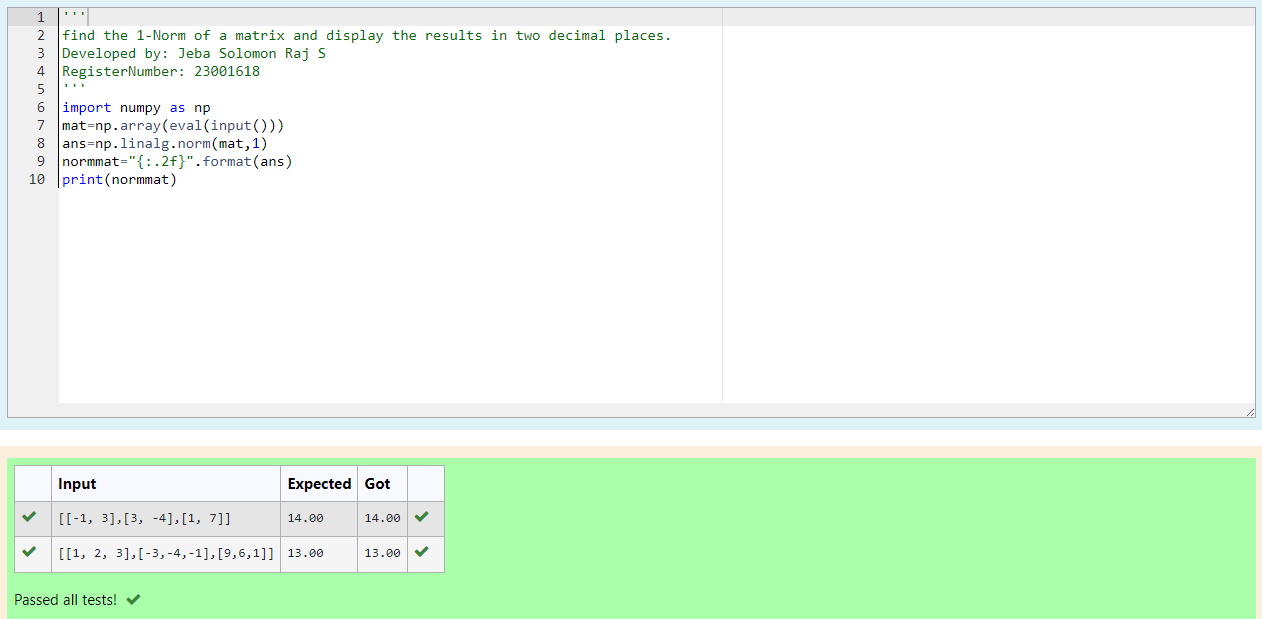 1 '''
2 find the 1-Norm of a matrix and display the results in two decimal places.
3 Developed by: Jeba Solomon Raj S
4 RegisterNumber: 23001618
5 '''
6 import numpy as np
7 mat=np.array(eval(input()))
8 ans=np.linalg.norm(mat,1)
9 normmat="{:.2f}".format(ans)
10 print(normmat)
Input Expected Got
[[-1, 3],[3, -4],[1, 7]] 14.00 14.00
[[1, 2, 3],[-3,-4,-1],[9,6,1]] 13.00 13.00
Passed all tests!